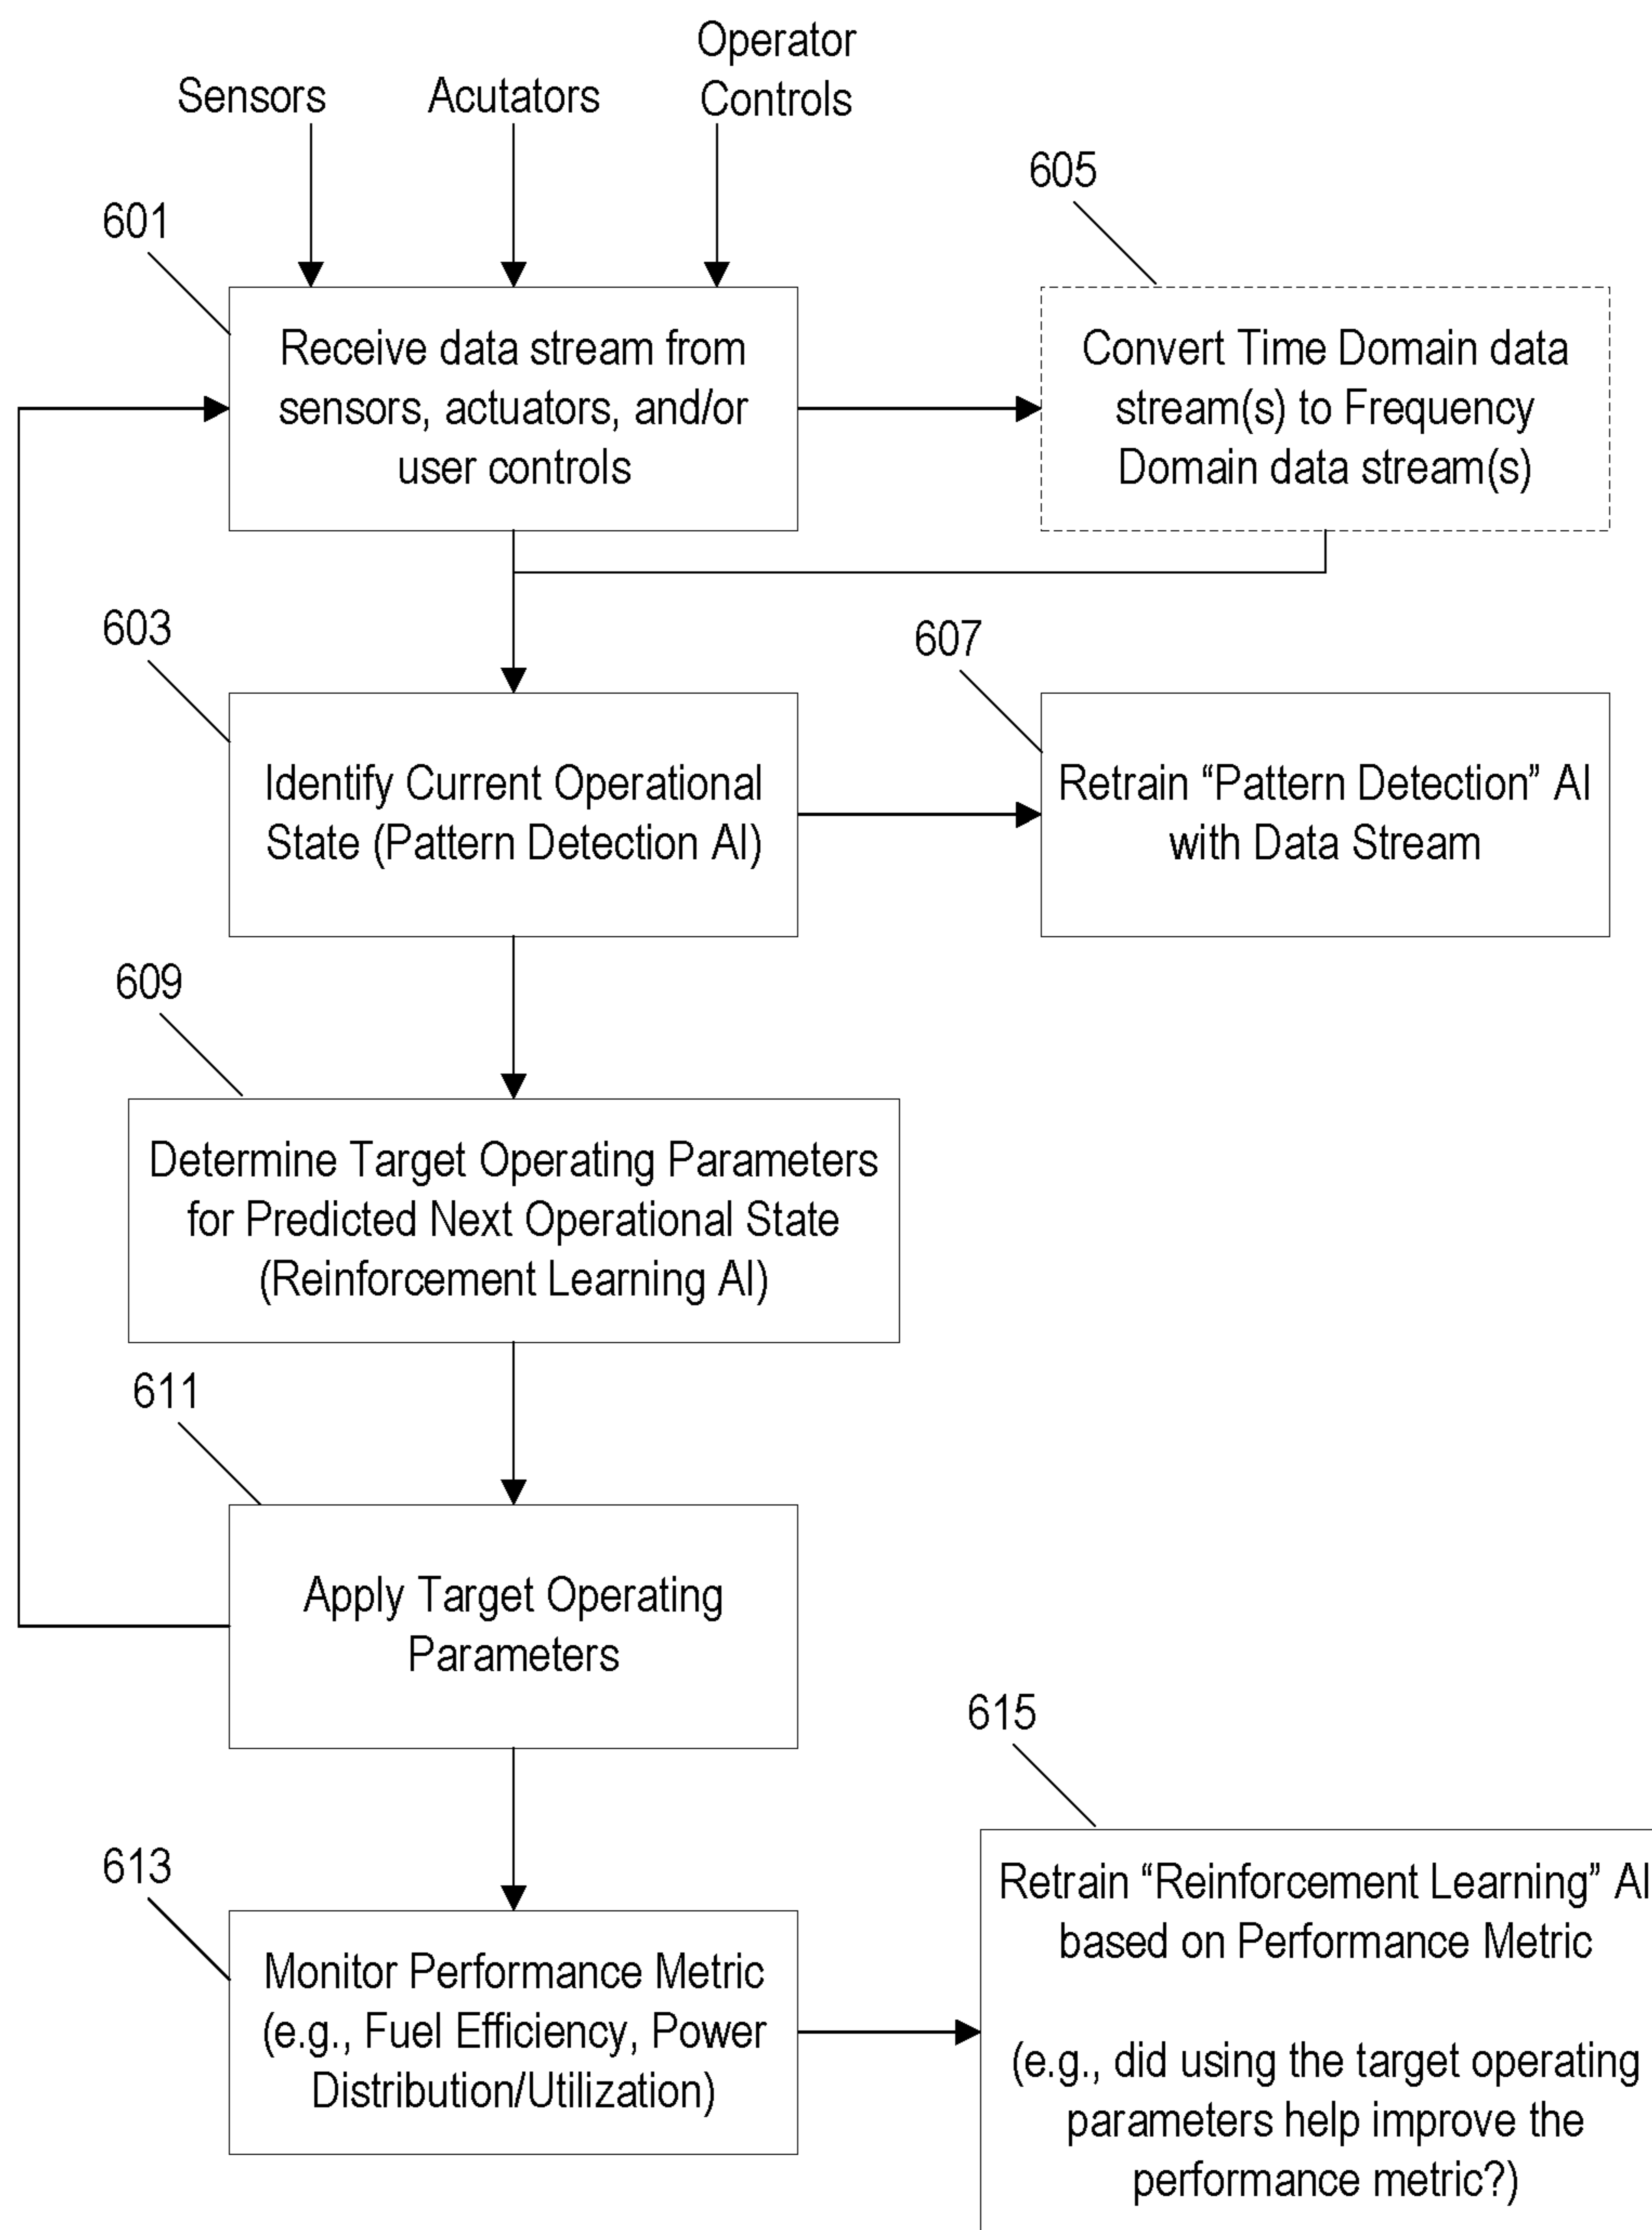 Operator
Controls
Sensors
Acutators
605
601
Receive data stream from
sensors, actuators, and/or
user controls
Convert Time Domain data
stream(s) to Frequency
Domain data stream(s)
603
607
Identify Current Operational
State (Pattern Detection AI)
Retrain “Pattern Detection” AI
with Data Stream
609
Determine Target Operating Parameters
for Predicted Next Operational State
(Reinforcement Learning AI)
611
Apply Target Operating
Parameters
615
613
Monitor Performance Metric
(e.g., Fuel Efficiency, Power
Distribution/Utilization)
Retrain “Reinforcement Learning” AI
based on Performance Metric
(e.g., did using the target operating
parameters help improve the
performance metric?)